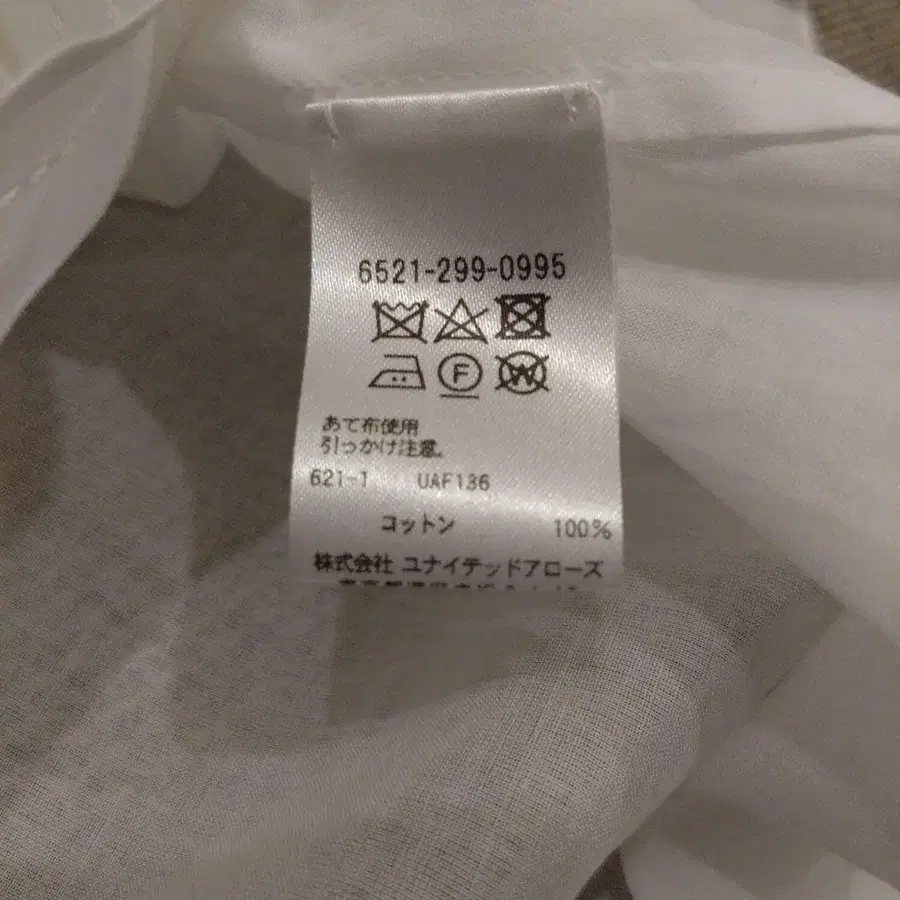 6521-299-0995
F W
あて布使用
引っかけ注意。
621-1 UAF136
コットン 100%
株式会社 ユナイテッドアローズ